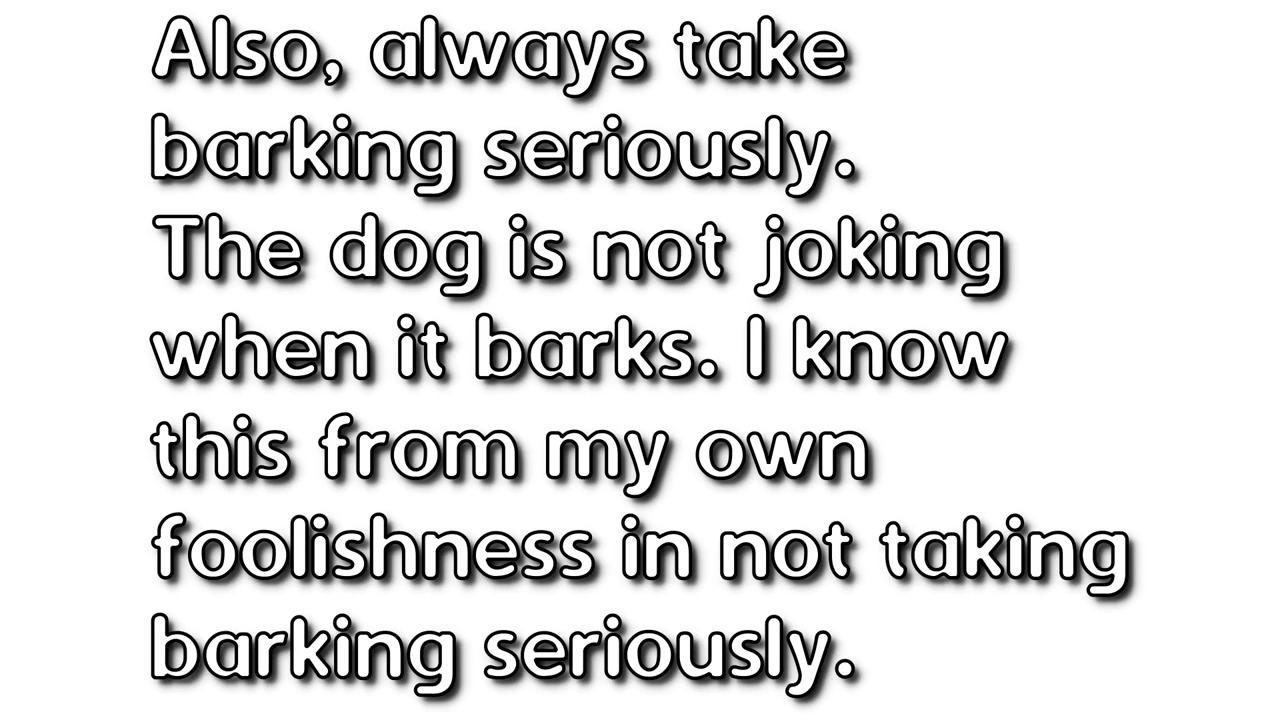 Also, always take
barking seriously.
The dog is not joking
when it barks. I know
this from my own
foolishness in not taking
barking seriously.